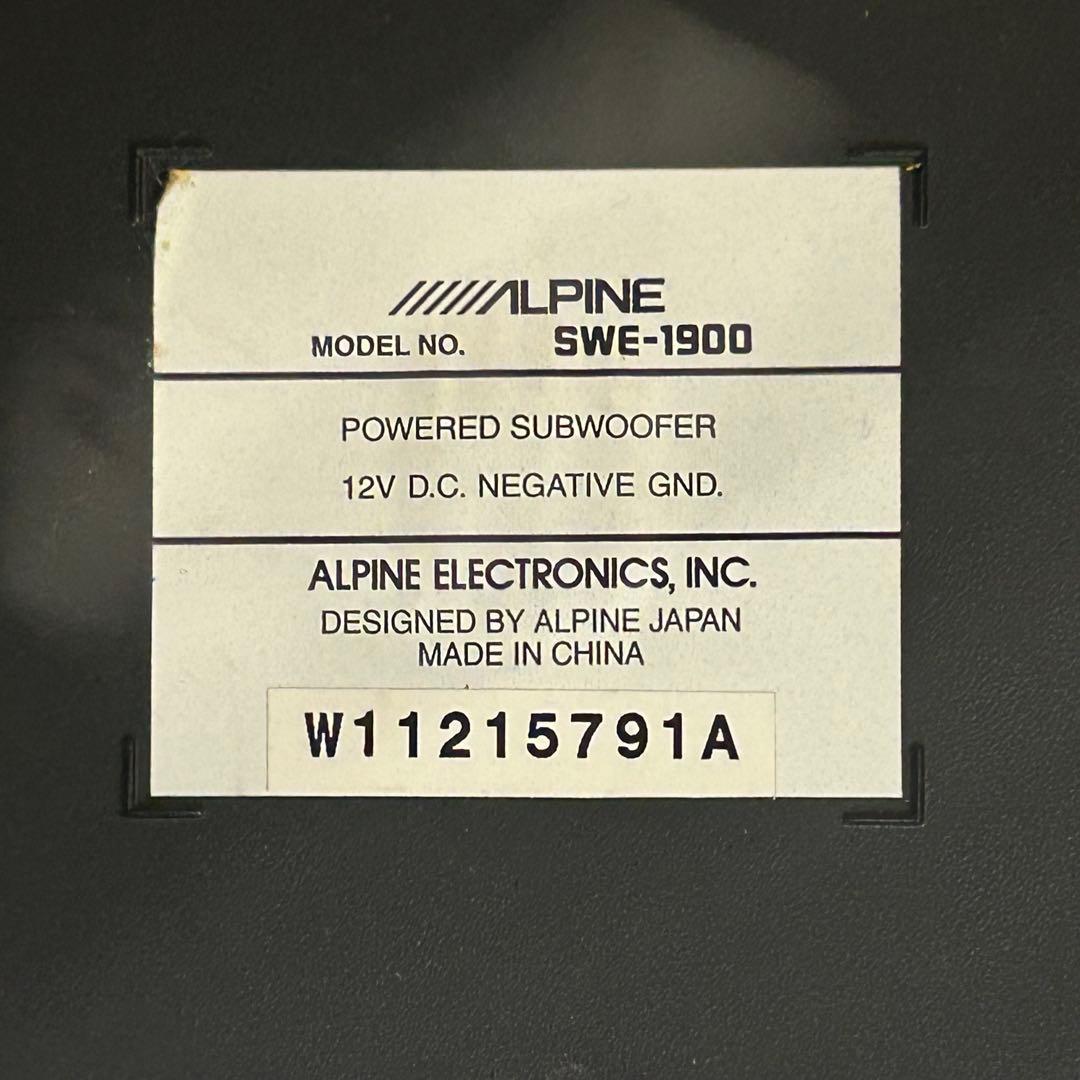 ALPINE
MODEL NO. SWE-1900
POWERED SUBWOOFER
12V D.C. NEGATIVE GND.
ALPINE ELECTRONICS, INC.
DESIGNED BY ALPINE JAPAN
MADE IN CHINA
W11215791A